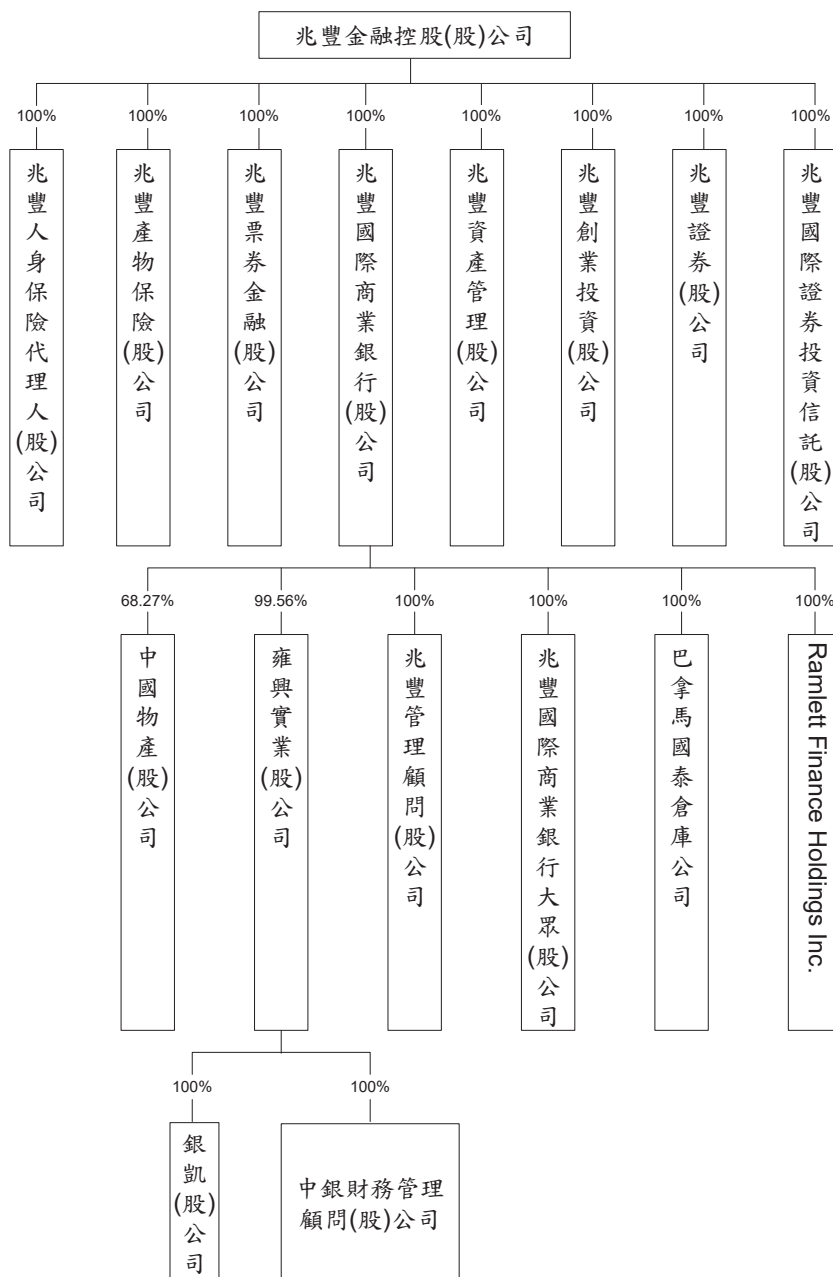 兆豐金融控股(股)公司
100%
100%
100%
100%
100%
100%
100%
100%
兆豐人身保險代理人(股)公司
兆豐產物保險(股)公司
兆豐票券金融(股)公司
兆豐國際商業銀行(股)公司
兆豐資產管理(股)公司
兆豐創業投資(股)公司
兆豐證券(股)公司
兆豐國際證券投資信託(股)公司
68.27%
99.56%
100%
100%
100%
100%
中國物產(股)公司
雍興實業(股)公司
兆豐管理顧問(股)公司
兆豐國際商業銀行大眾(股)公司
巴拿馬國泰倉庫公司
Ramlett Finance Holdings Inc.
100%
100%
銀凱(股)公司
中銀財務管理
顧問(股)公司